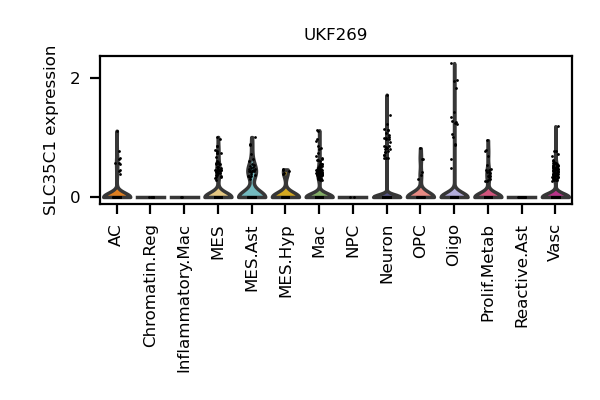 UKF269
SLC35C1 expression
2
0
AC
Chromatin.Reg
Inflammatory.Mac
MES
MES.Ast
MES.Hyp
Mac
NPC
Neuron
OPC
Oligo
Prolif.Metab
Reactive.Ast
Vasc